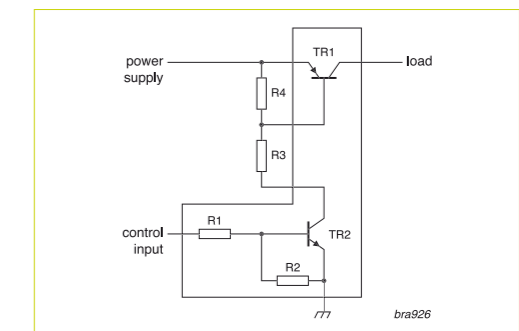 TR1
power
supply
load
R4
R3
R1
control
input
TR2
R2
bra926